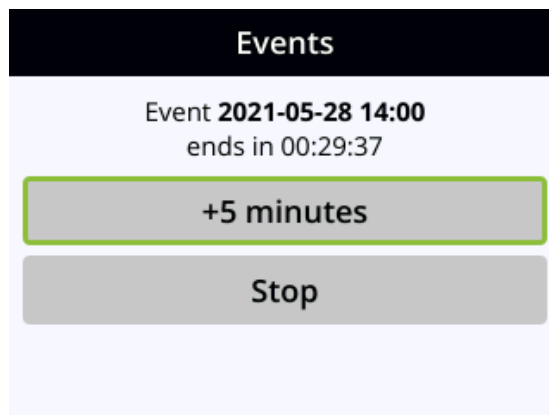 Events
Event 2021-05-28 14:00
ends in 00:29:37
+5 minutes
Stop